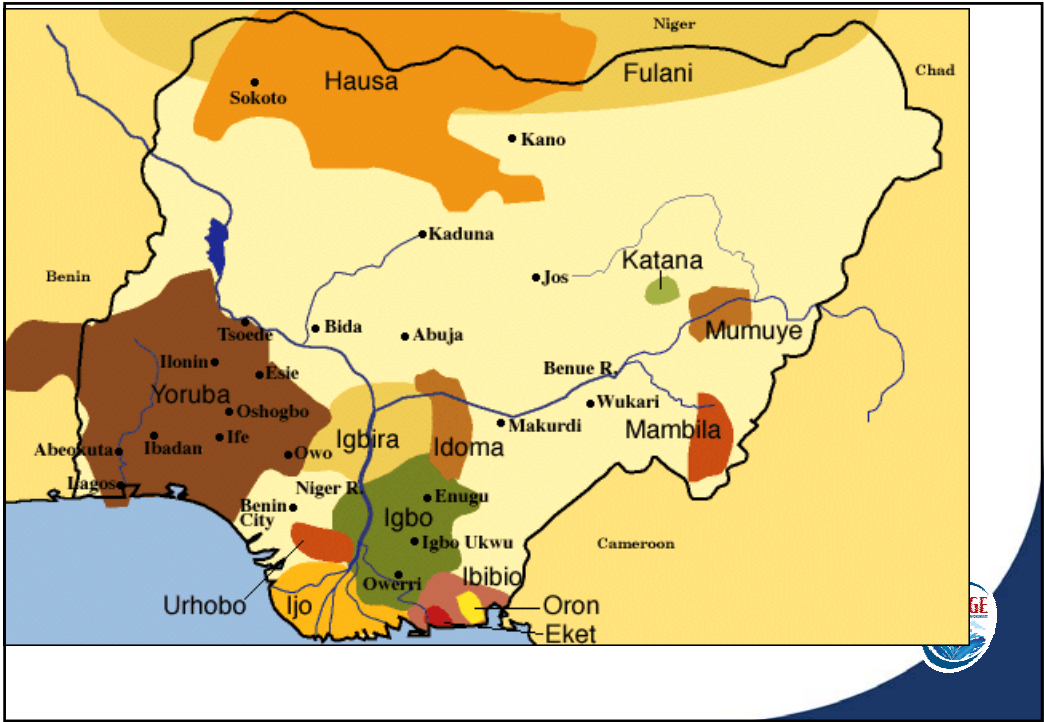 Niger
Fulani
Chad
Hausa
Sokoto
Kano
Kaduna
Katana
Jos
Benin
Tsoede
Bida
Abuja
Mumuye
Ilonin
Esie
Benue R.
Yoruba
Oshogbo
Wukari
Makurdi
Mambila
Abeokuta
Ibadan
Ife
Owo
Igbira
Idoma
Lagos
Niger R.
Enugu
Benin
City
Igbo
Igbo Ukwu
Cameroon
Owerri
Ibibio
Urhobo
Ijo
Oron
Eket
GE